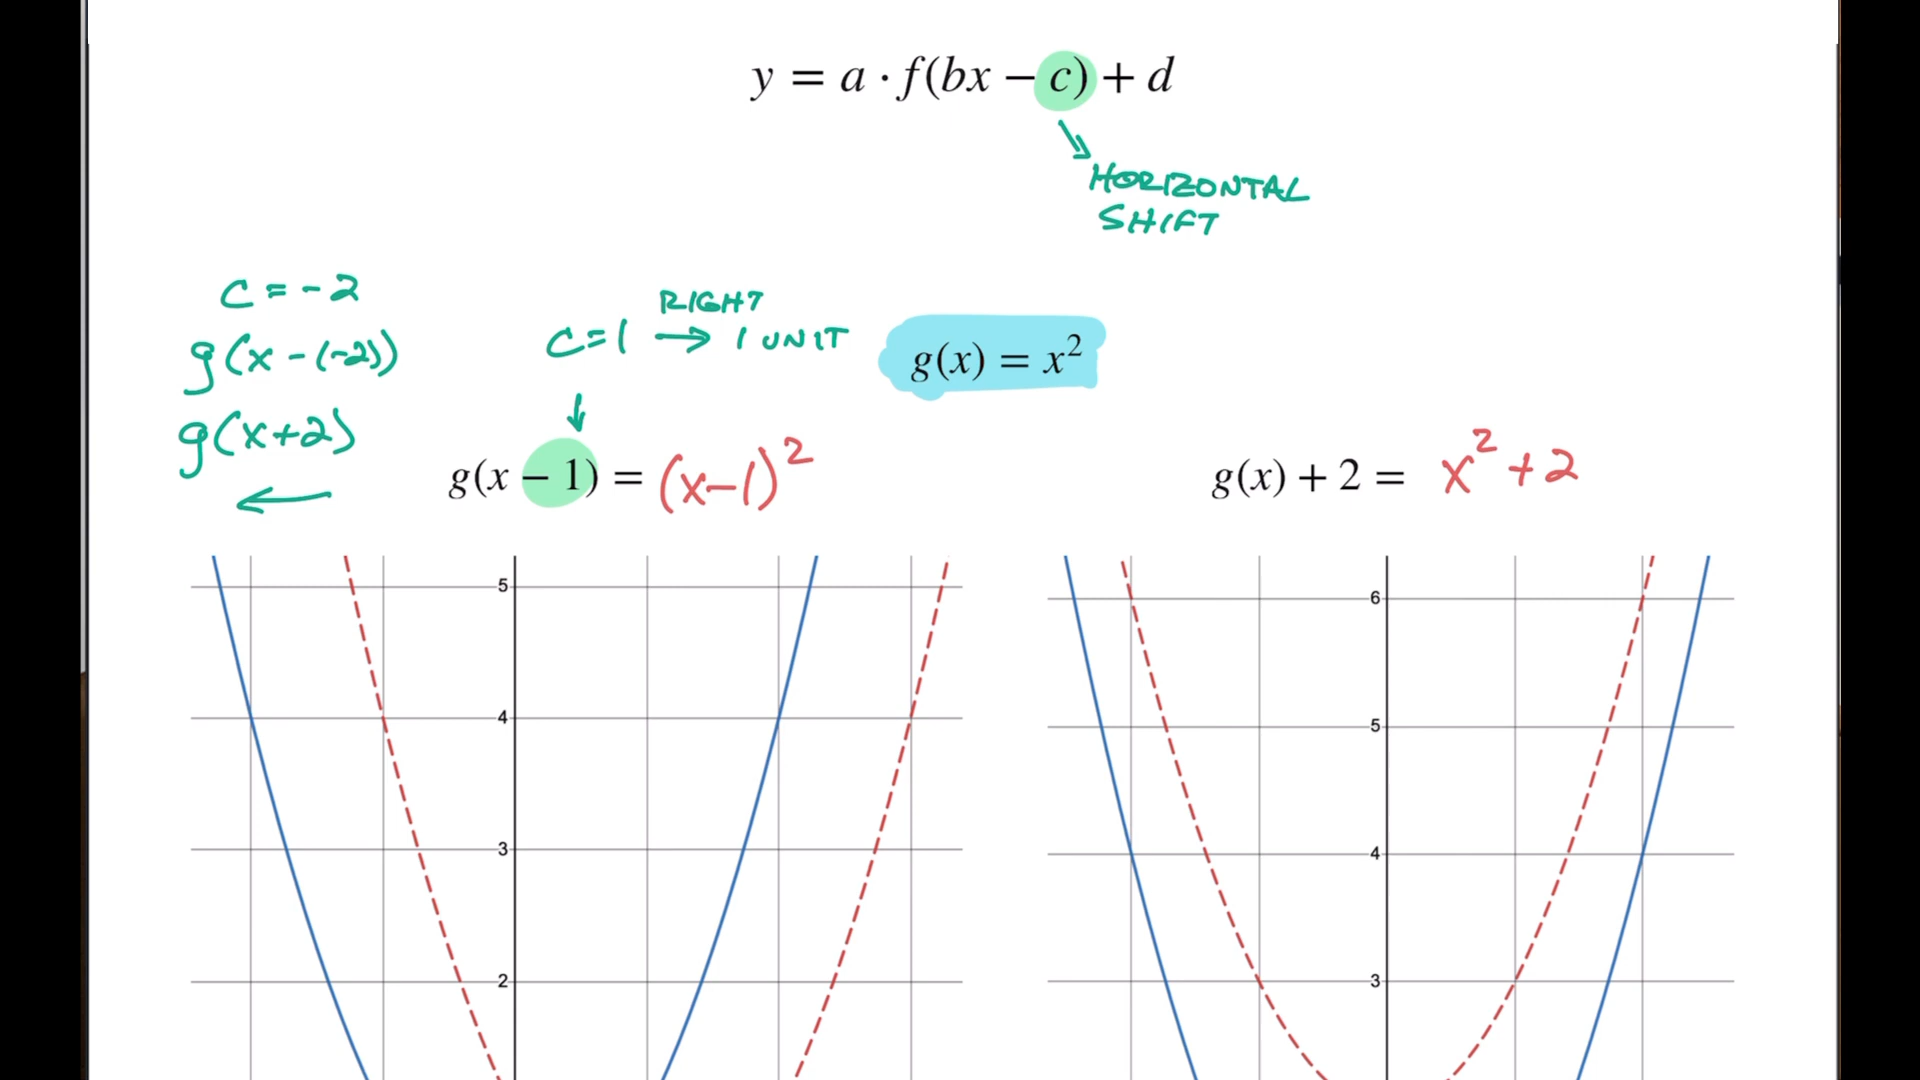 y = a · f(bx − c) + d
HORIZONTAL
SHIFT
c = -2
g(x - (-2))
g(x+2)
c=1 → RIGHT 1 UNIT
g(x) = x²
g(x − 1) = (x-1)²
g(x) + 2 = x² + 2
5
4
3
2
6
5
4
3